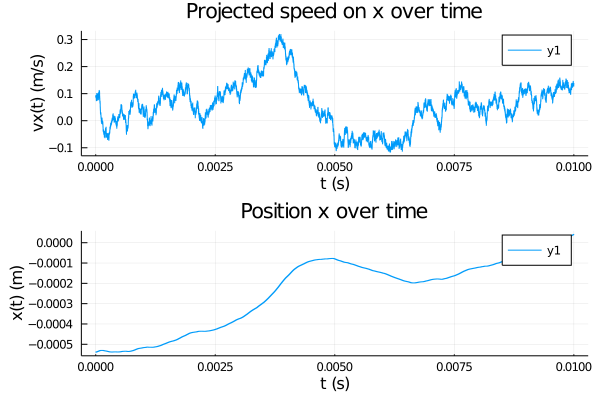 Projected speed on x over time
vx(t) (m/s)
0.3
0.2
0.1
0.0
−0.1
y1
0.0000 0.0025 0.0050 0.0075 0.0100
t (s)
Position x over time
x(t) (m)
0.0000
−0.0001
−0.0002
−0.0003
−0.0004
−0.0005
y1
0.0000 0.0025 0.0050 0.0075 0.0100
t (s)